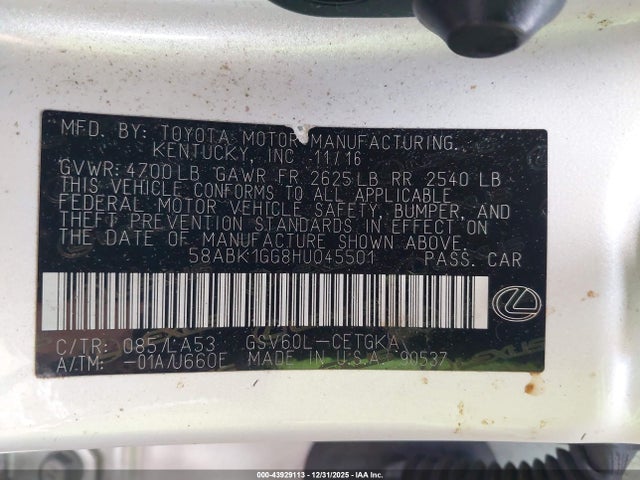 MFD. BY: TOYOTA MOTOR MANUFACTURING.
KENTUCKY, INC 11/16
GVWR: 4700 LB GAWR FR 2625 LB RR 2540 LB
THIS VEHICLE CONFORMS TO ALL APPLICABLE
FEDERAL MOTOR VEHICLE SAFETY, BUMPER, AND
THEFT PREVENTION STANDARDS IN EFFECT ON
THE DATE OF MANUFACTURE SHOWN ABOVE.
58ABK1GG8HU045501 PASS. CAR
C/TR: 085/LA53 GSV60L-CETGKA
A/TM: -01A/U660E MADE IN U.S.A. 90537
000-43929113 - 12/31/2025 - IAA Inc.